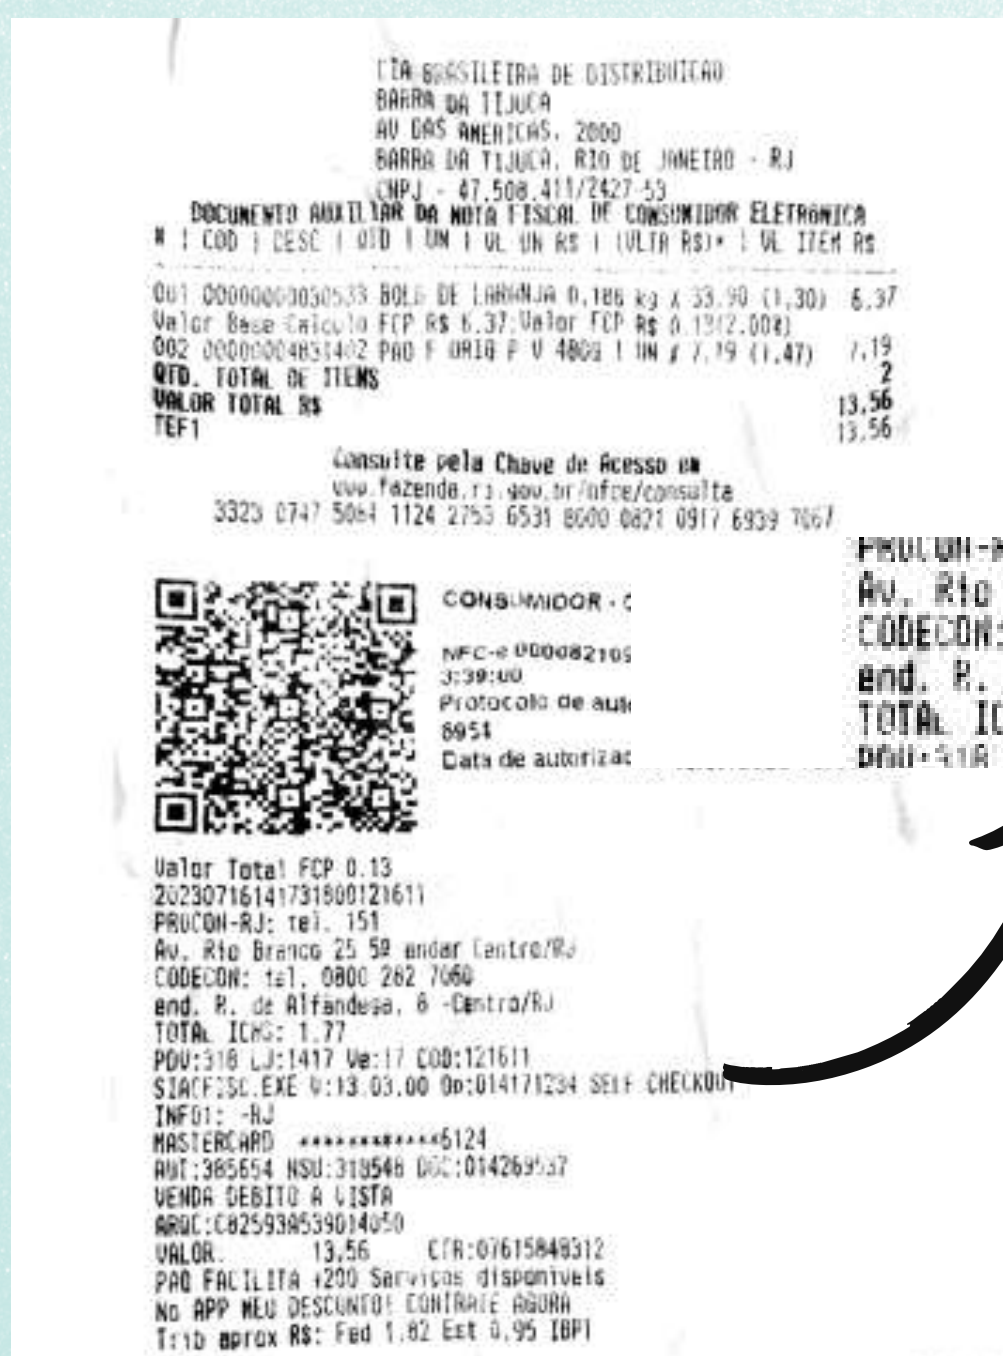 CIA BRASILEIRA DE DISTRIBUICAO
BARRA DA TIJUCA
AV DAS AMERICAS, 2000
BARRA DA TIJUCA, RIO DE JANEIRO - RJ
CNPJ - 47.508.411/2427-53
DOCUMENTO AUXILIAR DA NOTA FISCAL DE CONSUMIDOR ELETRONICA
# | COD | DESC | QTD | UN | VL UN R$ | (VLTR R$)* | VL ITEM R$
001 BOLO DE LARANJA 0,186 kg X 33.90 (1,30) 6,37
Valor Base Calculo FCP R$ 6.37;Valor FCP R$ 0.13(2.00%)
002 PAO F ORIG P V 480G 1 UN X 7,19 (1,47) 7,19
QTD. TOTAL DE ITENS 2
VALOR TOTAL R$ 13,56
TEF1 13,56
Consulte pela Chave de Acesso em
www.fazenda.rj.gov.br/nfce/consulta
3323 0747 5084 1124 2753 6531 8000 0821 0917 6939 7667
CONSUMIDOR - C
NFC-e 000082109
3:39:00
Protocolo de aut
6951
Data de autorizac
PROCON-R
Av. Rio
CODECON:
end. R.
TOTAL IC
PDV:318
Valor Total FCP 0.13
20230716141731800121611
PROCON-RJ: tel. 151
Av. Rio Branco 25 5º andar Centro/RJ
CODECON: tel. 0800 282 7060
end. R. da Alfandega, 8 -Centro/RJ
TOTAL ICMS: 1.77
PDV:318 LJ:1417 Ve:17 COO:121611
SIACFISC.EXE V:13.03.00 Op:014171234 SELF CHECKOUT
INFO1: -RJ
MASTERCARD ************6124
AUT:385654 NSU:318548 DOC:014269537
VENDA DEBITO A VISTA
ARQC:C82593A539014050
VALOR. 13,56 CTR:07615848312
PAO FACILITA +200 Serviços disponiveis
No APP MEU DESCONTO! CONTRATE AGORA
Trib aprox R$: Fed 1.82 Est 0.95 IBPT